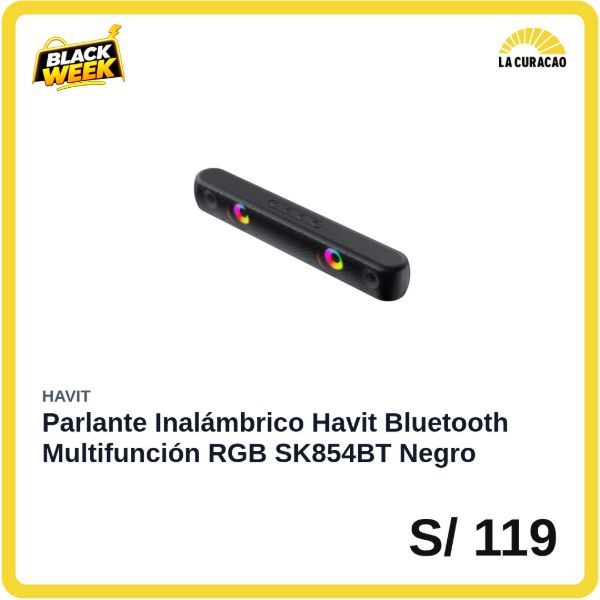 BLACK
WEEK
LA CURACAO
HAVIT
Parlante Inalámbrico Havit Bluetooth
Multifunción RGB SK854BT Negro
S/ 119